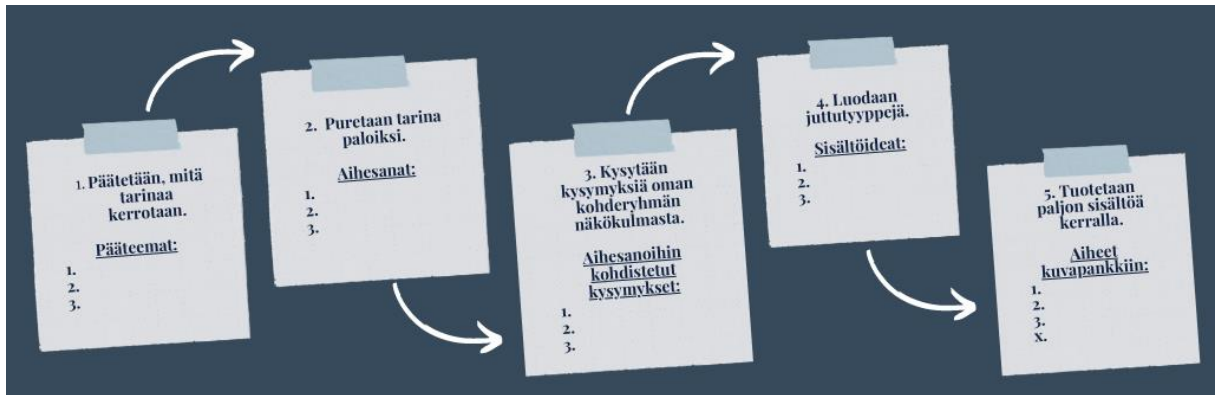 1. Päätetään, mitä
tarinaa
kerrotaan.
Pääteemat:
1.
2.
3.
2. Puretaan tarina
paloiksi.
Aihesanat:
1.
2.
3.
3. Kysytään
kysymyksiä oman
kohderyhmän
näkökulmasta.
Aihesanoihin
kohdistetut
kysymykset:
1.
2.
3.
4. Luodaan
juttutyyppejä.
Sisältöideat:
1.
2.
3.
5. Tuotetaan
paljon sisältöä
kerralla.
Aiheet
kuvapankkiin:
1.
2.
3.
x.